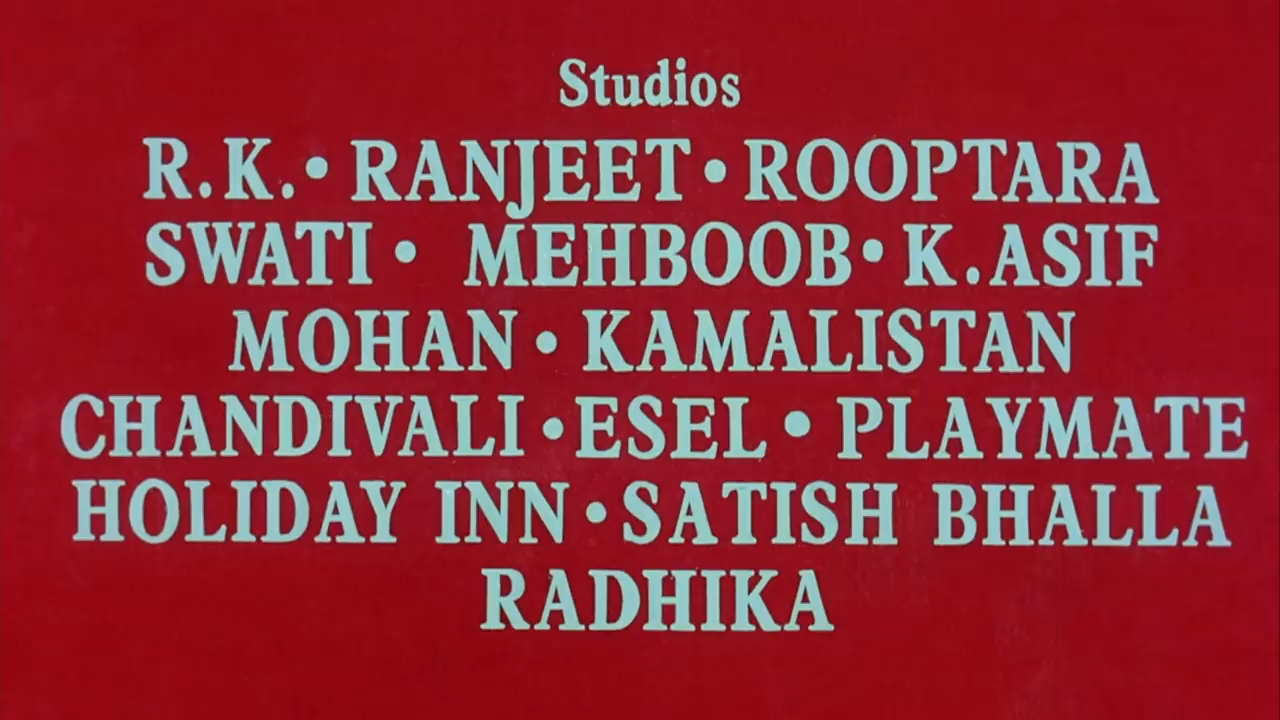 Studios
R.K. • RANJEET • ROOPTARA
SWATI • MEHBOOB • K.ASIF
MOHAN • KAMALISTAN
CHANDIVALI • ESEL • PLAYMATE
HOLIDAY INN • SATISH BHALLA
RADHIKA